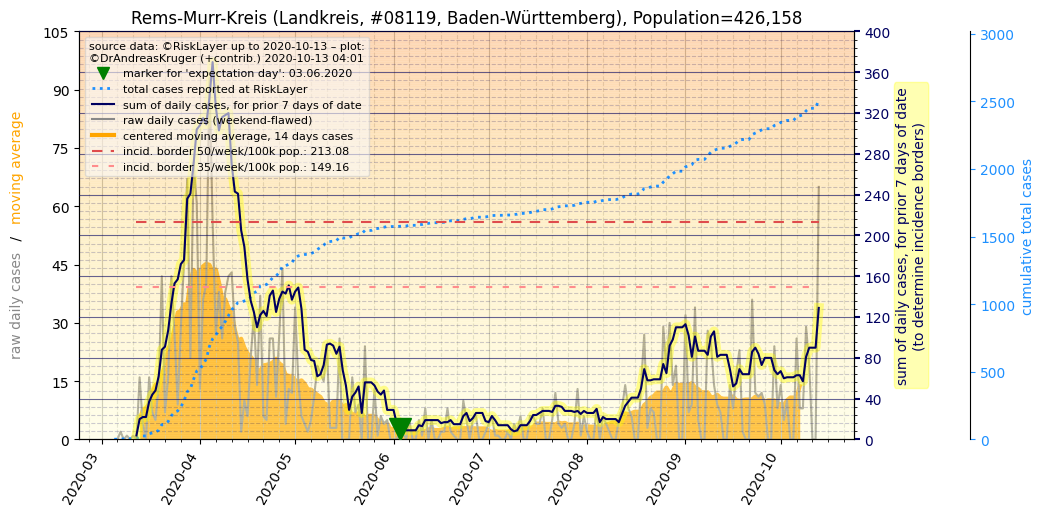 Rems-Murr-Kreis (Landkreis, #08119, Baden-Württemberg), Population=426,158
source data: ©RiskLayer up to 2020-10-13 – plot:
©DrAndreasKruger (+contrib.) 2020-10-13 04:01
marker for 'expectation day': 03.06.2020
total cases reported at RiskLayer
sum of daily cases, for prior 7 days of date
raw daily cases (weekend-flawed)
centered moving average, 14 days cases
incid. border 50/week/100k pop.: 213.08
incid. border 35/week/100k pop.: 149.16
raw daily cases / moving average
105
90
75
60
45
30
15
0
400
360
320
280
240
200
160
120
80
40
0
sum of daily cases, for prior 7 days of date
(to determine incidence borders)
3000
2500
2000
1500
1000
500
0
cumulative total cases
2020-03
2020-04
2020-05
2020-06
2020-07
2020-08
2020-09
2020-10